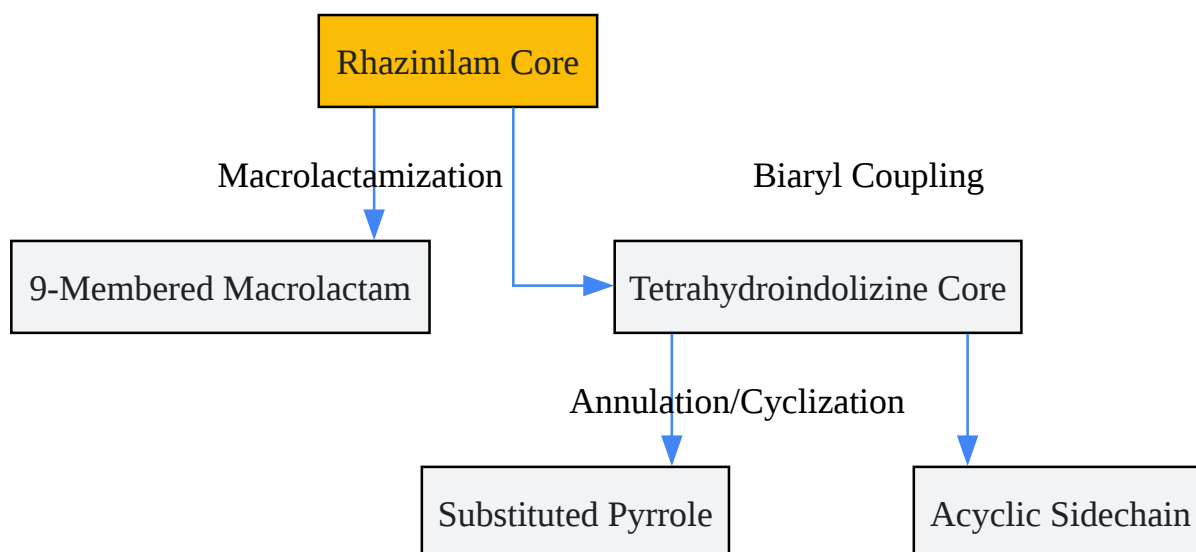 Rhazinilam Core
Macrolactamization
Biaryl Coupling
9-Membered Macrolactam
Tetrahydroindolizine Core
Annulation/Cyclization
Substituted Pyrrole
Acyclic Sidechain